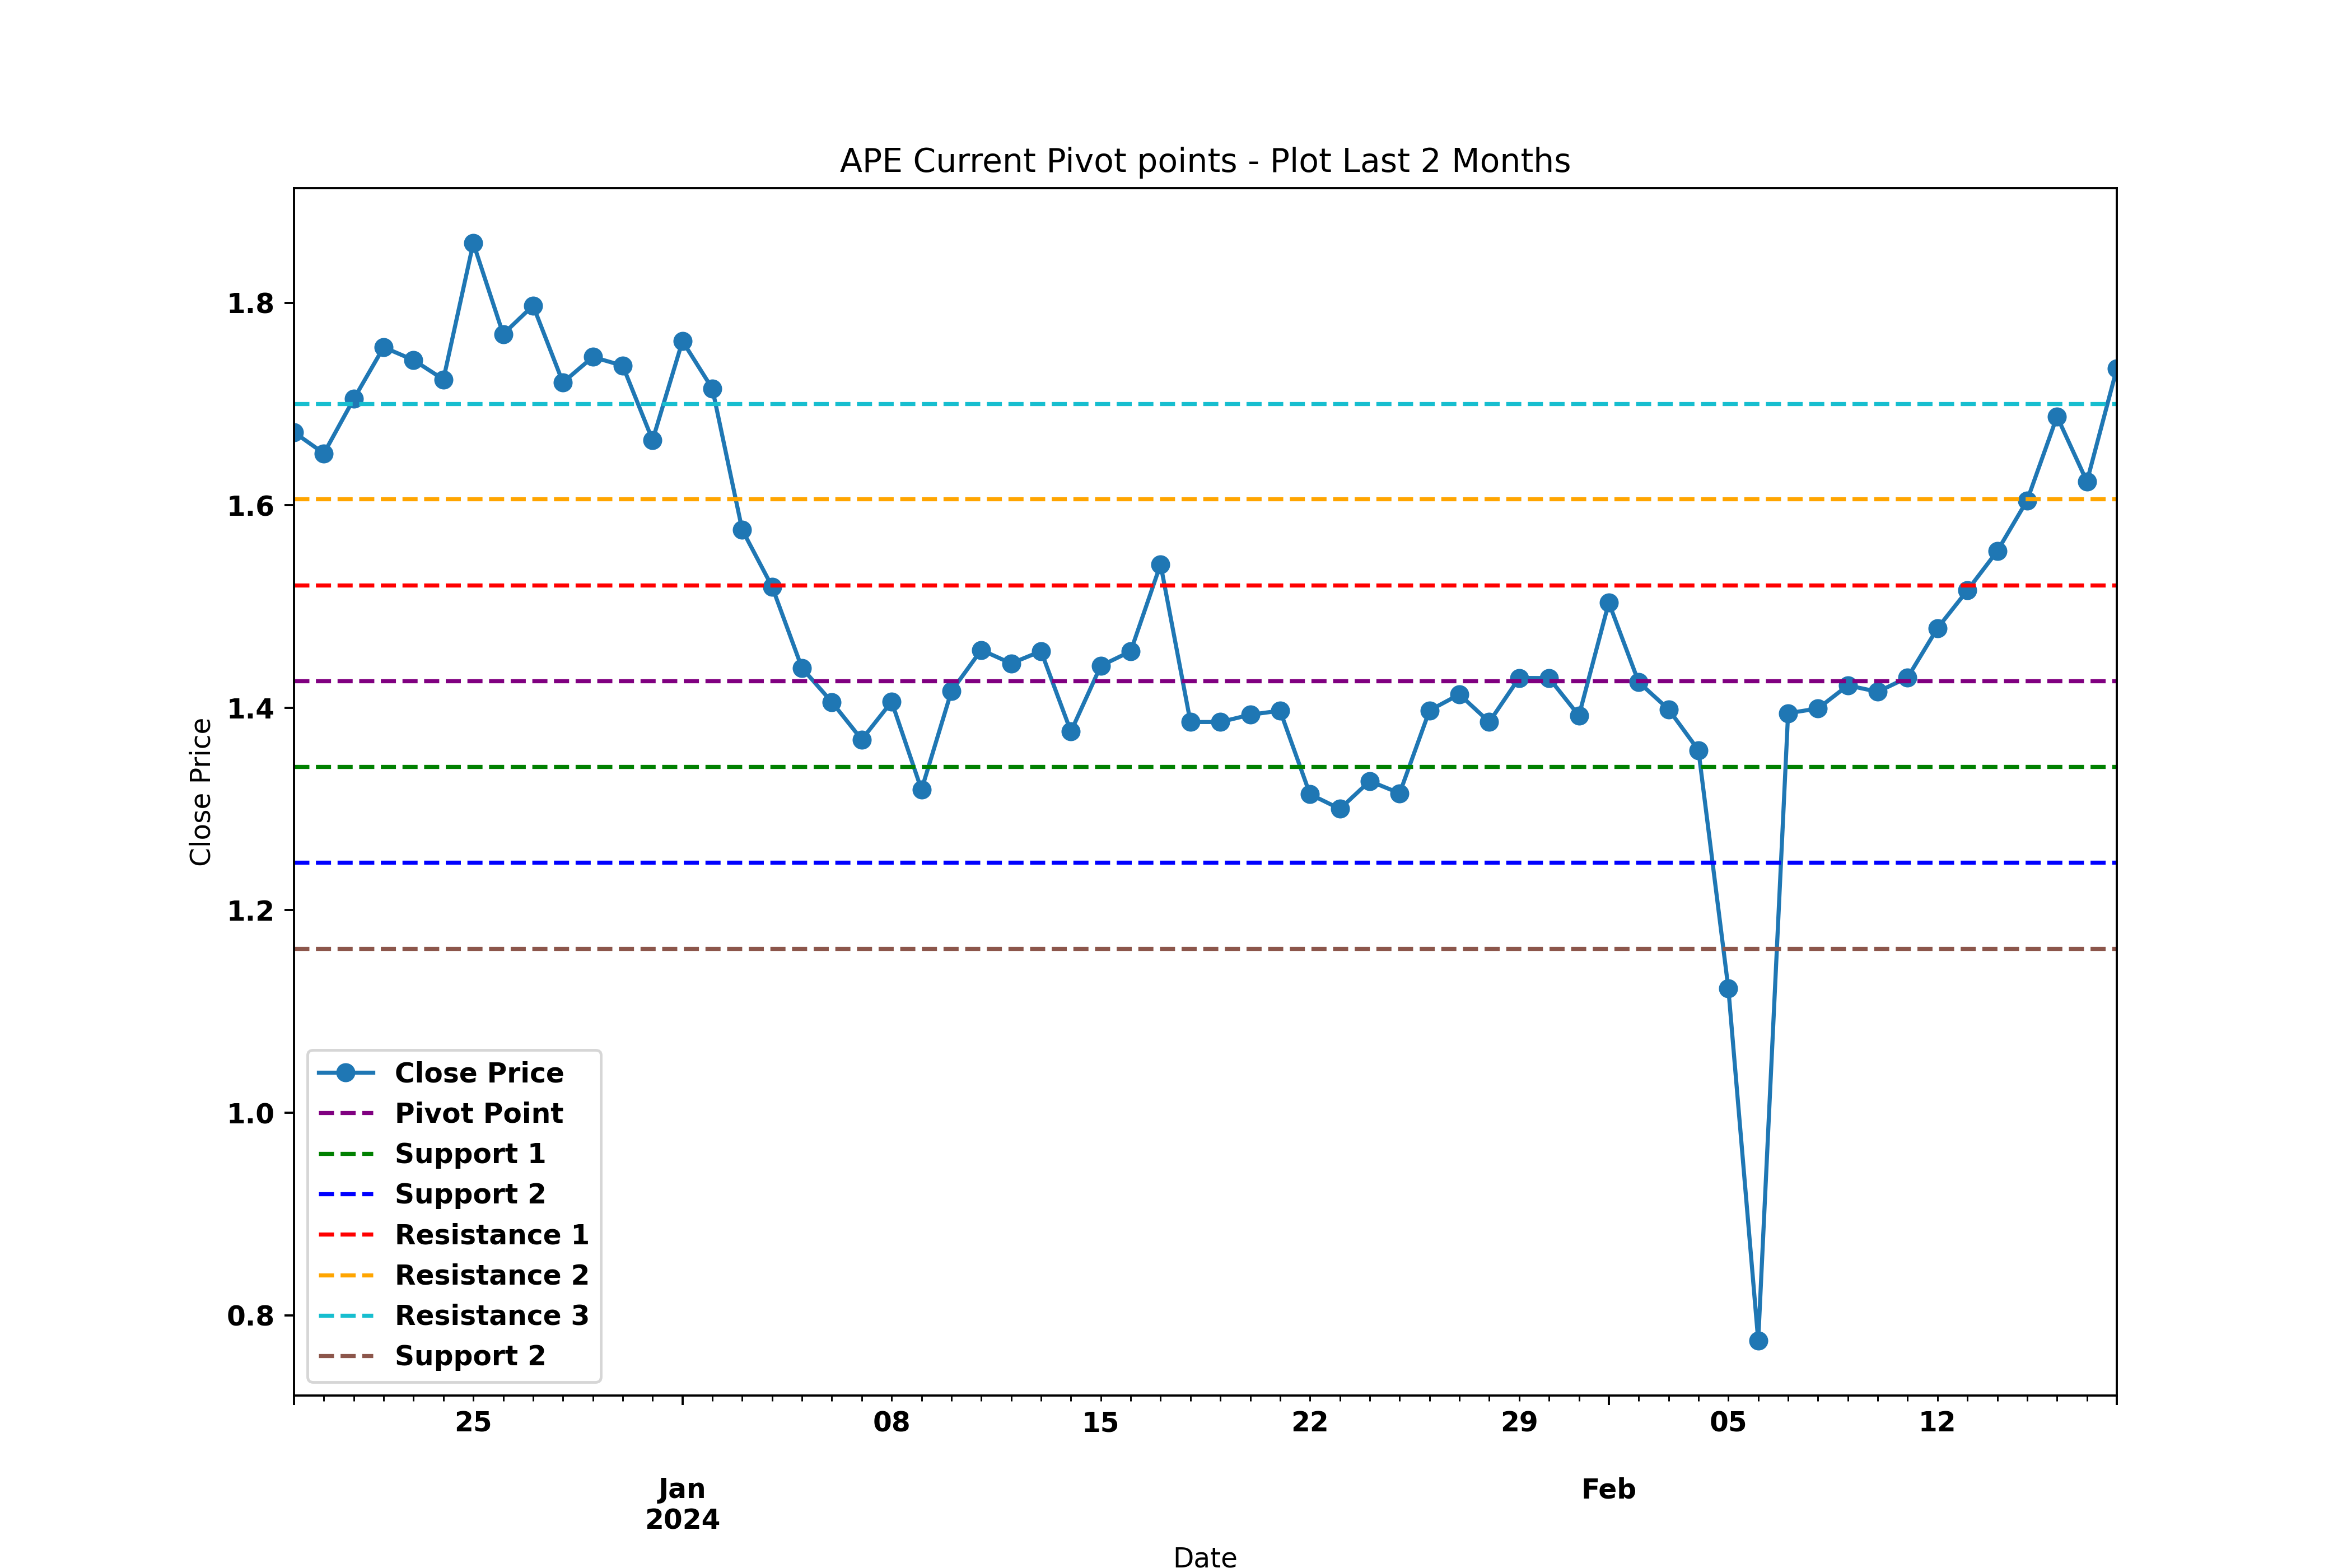 APE Current Pivot points - Plot Last 2 Months
Close Price
1.8
1.6
1.4
1.2
1.0
0.8
Close Price
Pivot Point
Support 1
Support 2
Resistance 1
Resistance 2
Resistance 3
Support 2
25 08 15 22 29 05 12
Jan Feb
2024
Date